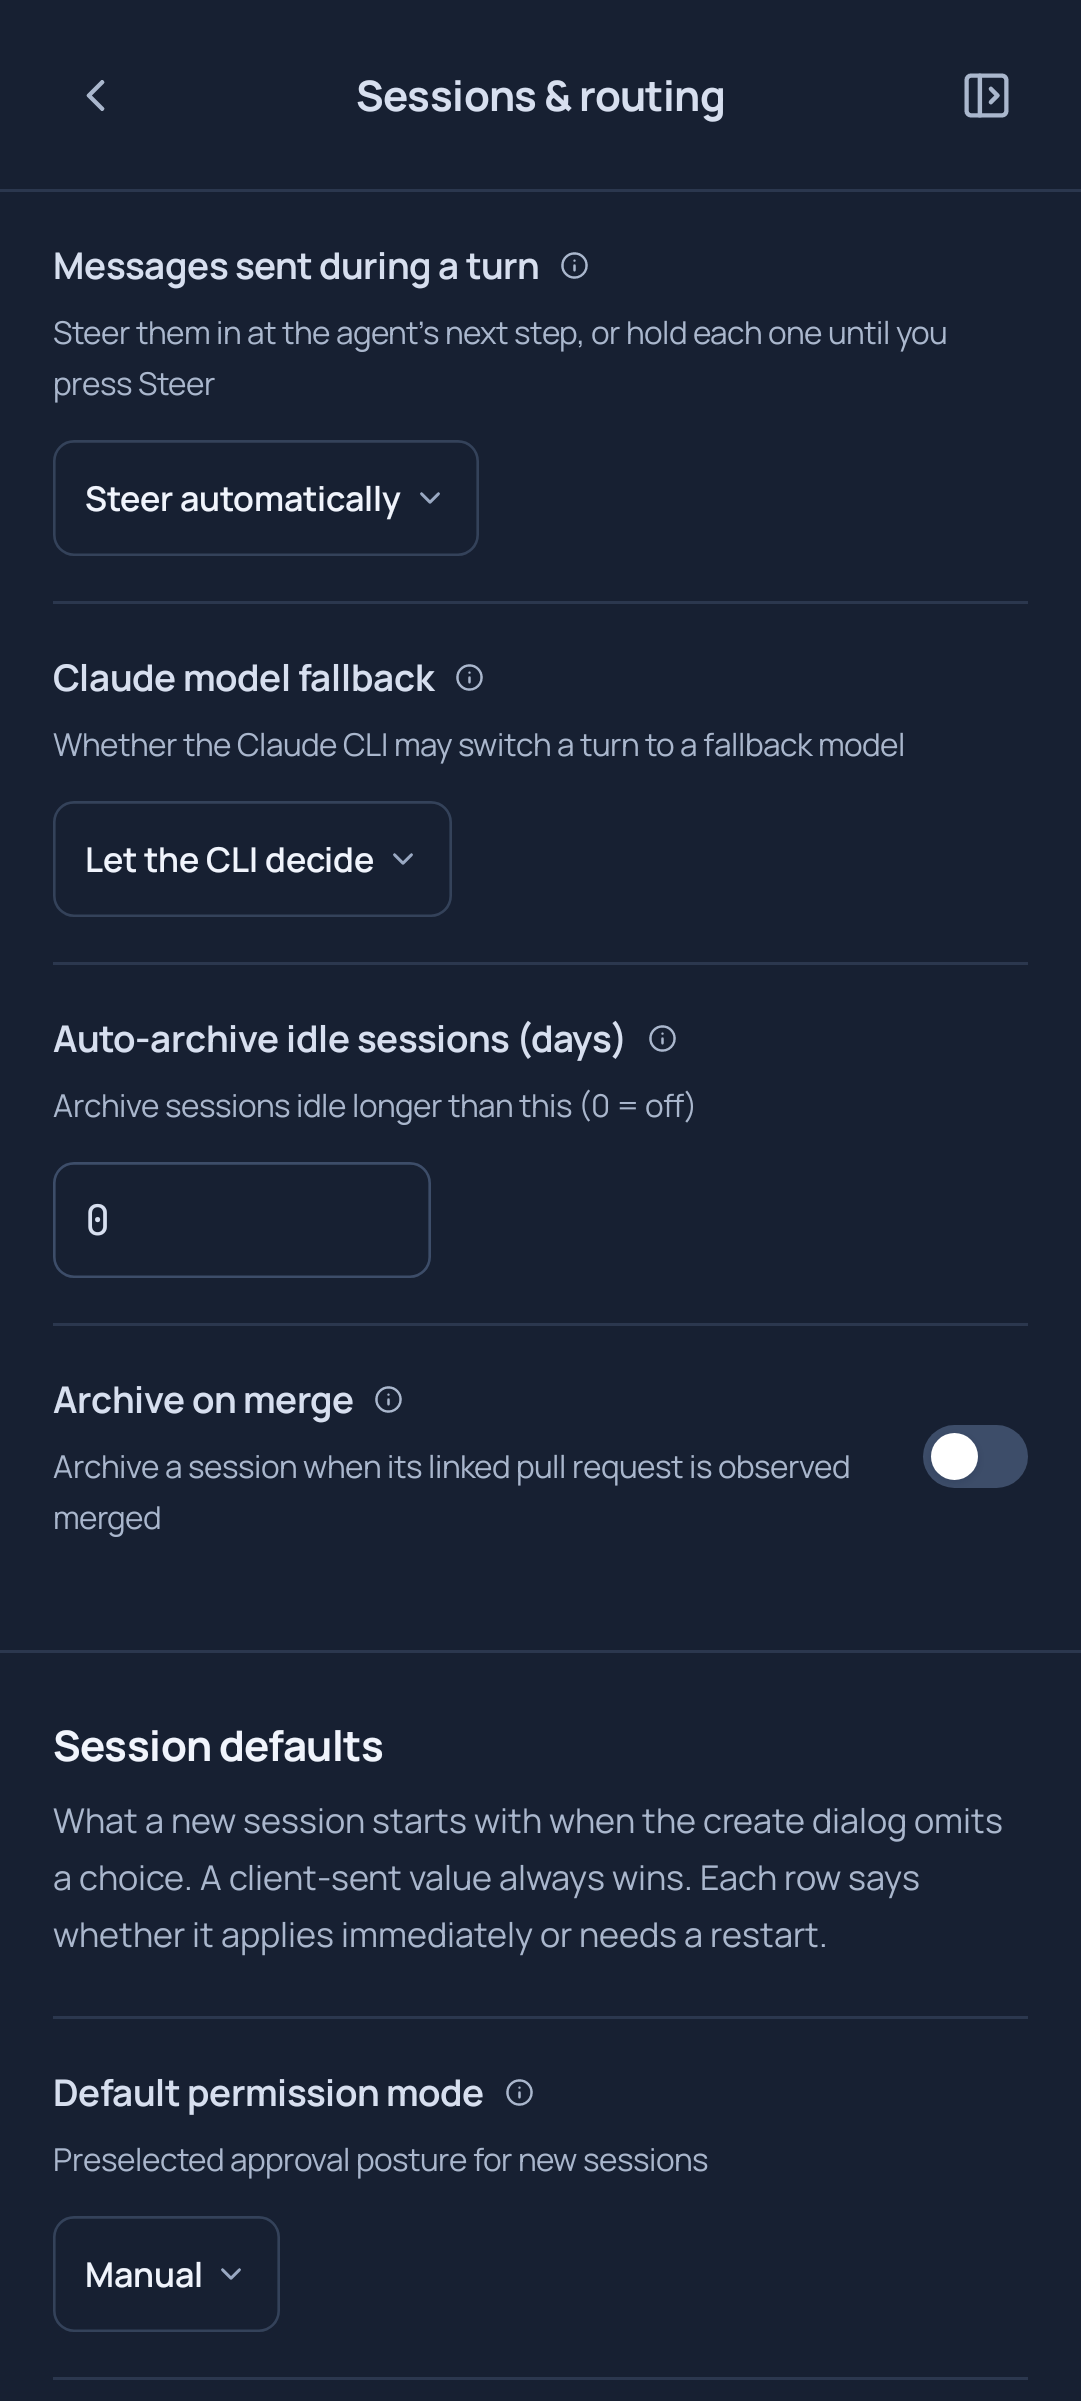 Sessions & routing
Messages sent during a turn
Steer them in at the agent’s next step, or hold each one until you
press Steer
Steer automatically
Claude model fallback
Whether the Claude CLI may switch a turn to a fallback model
Let the CLI decide
Auto-archive idle sessions (days)
Archive sessions idle longer than this (0 = off)
0
Archive on merge
Archive a session when its linked pull request is observed
merged
Session defaults
What a new session starts with when the create dialog omits
a choice. A client-sent value always wins. Each row says
whether it applies immediately or needs a restart.
Default permission mode
Preselected approval posture for new sessions
Manual